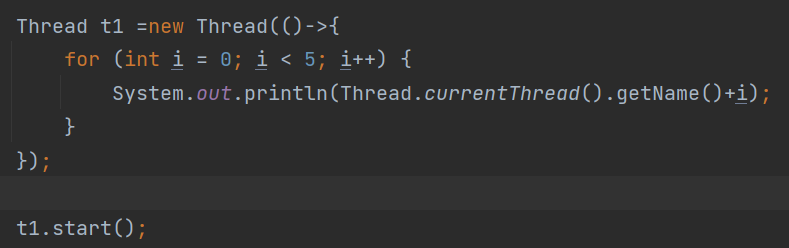 Thread t1 =new Thread(()->{
    for (int i = 0; i < 5; i++) {
        System.out.println(Thread.currentThread().getName()+i);
    }
});

t1.start();